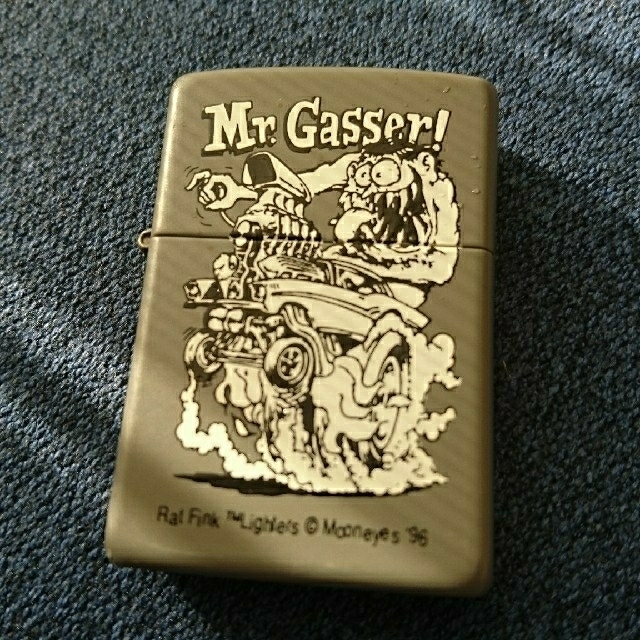 Mr. Gasser!
Rat Fink ™Lighters © Mooneyes '96